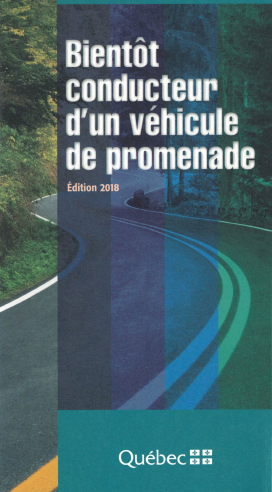 Bientôt
conducteur
d'un véhicule
de promenade
Édition 2018
Québec